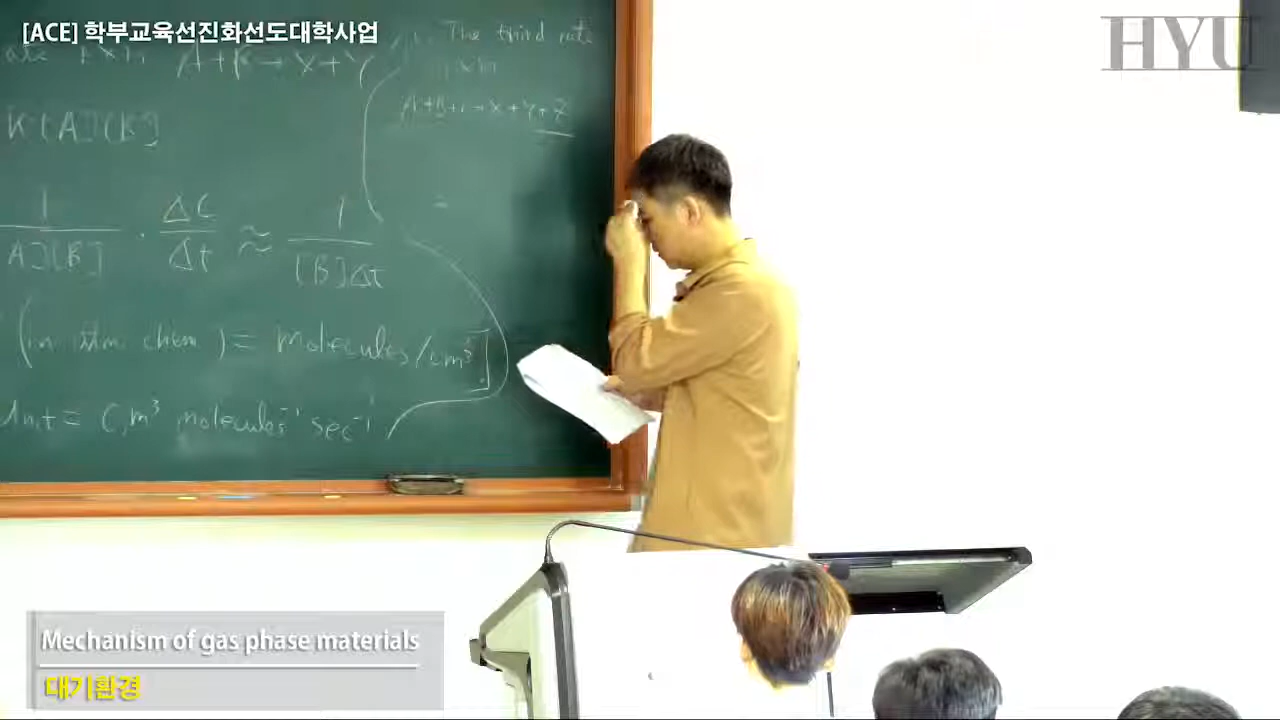 [ACE] 학부교육선진화선도대학사업
HYU
The third rate
A+B → X+Y
rxn
A+B+C → X+Y+Z
K[A][B]
1 / A][B] · ΔC / Δt ≈ 1 / [B]Δt
(in atm. chem) = molecules/cm³]
Unit = cm³ molecules⁻¹ sec⁻¹
Mechanism of gas phase materials
대기환경